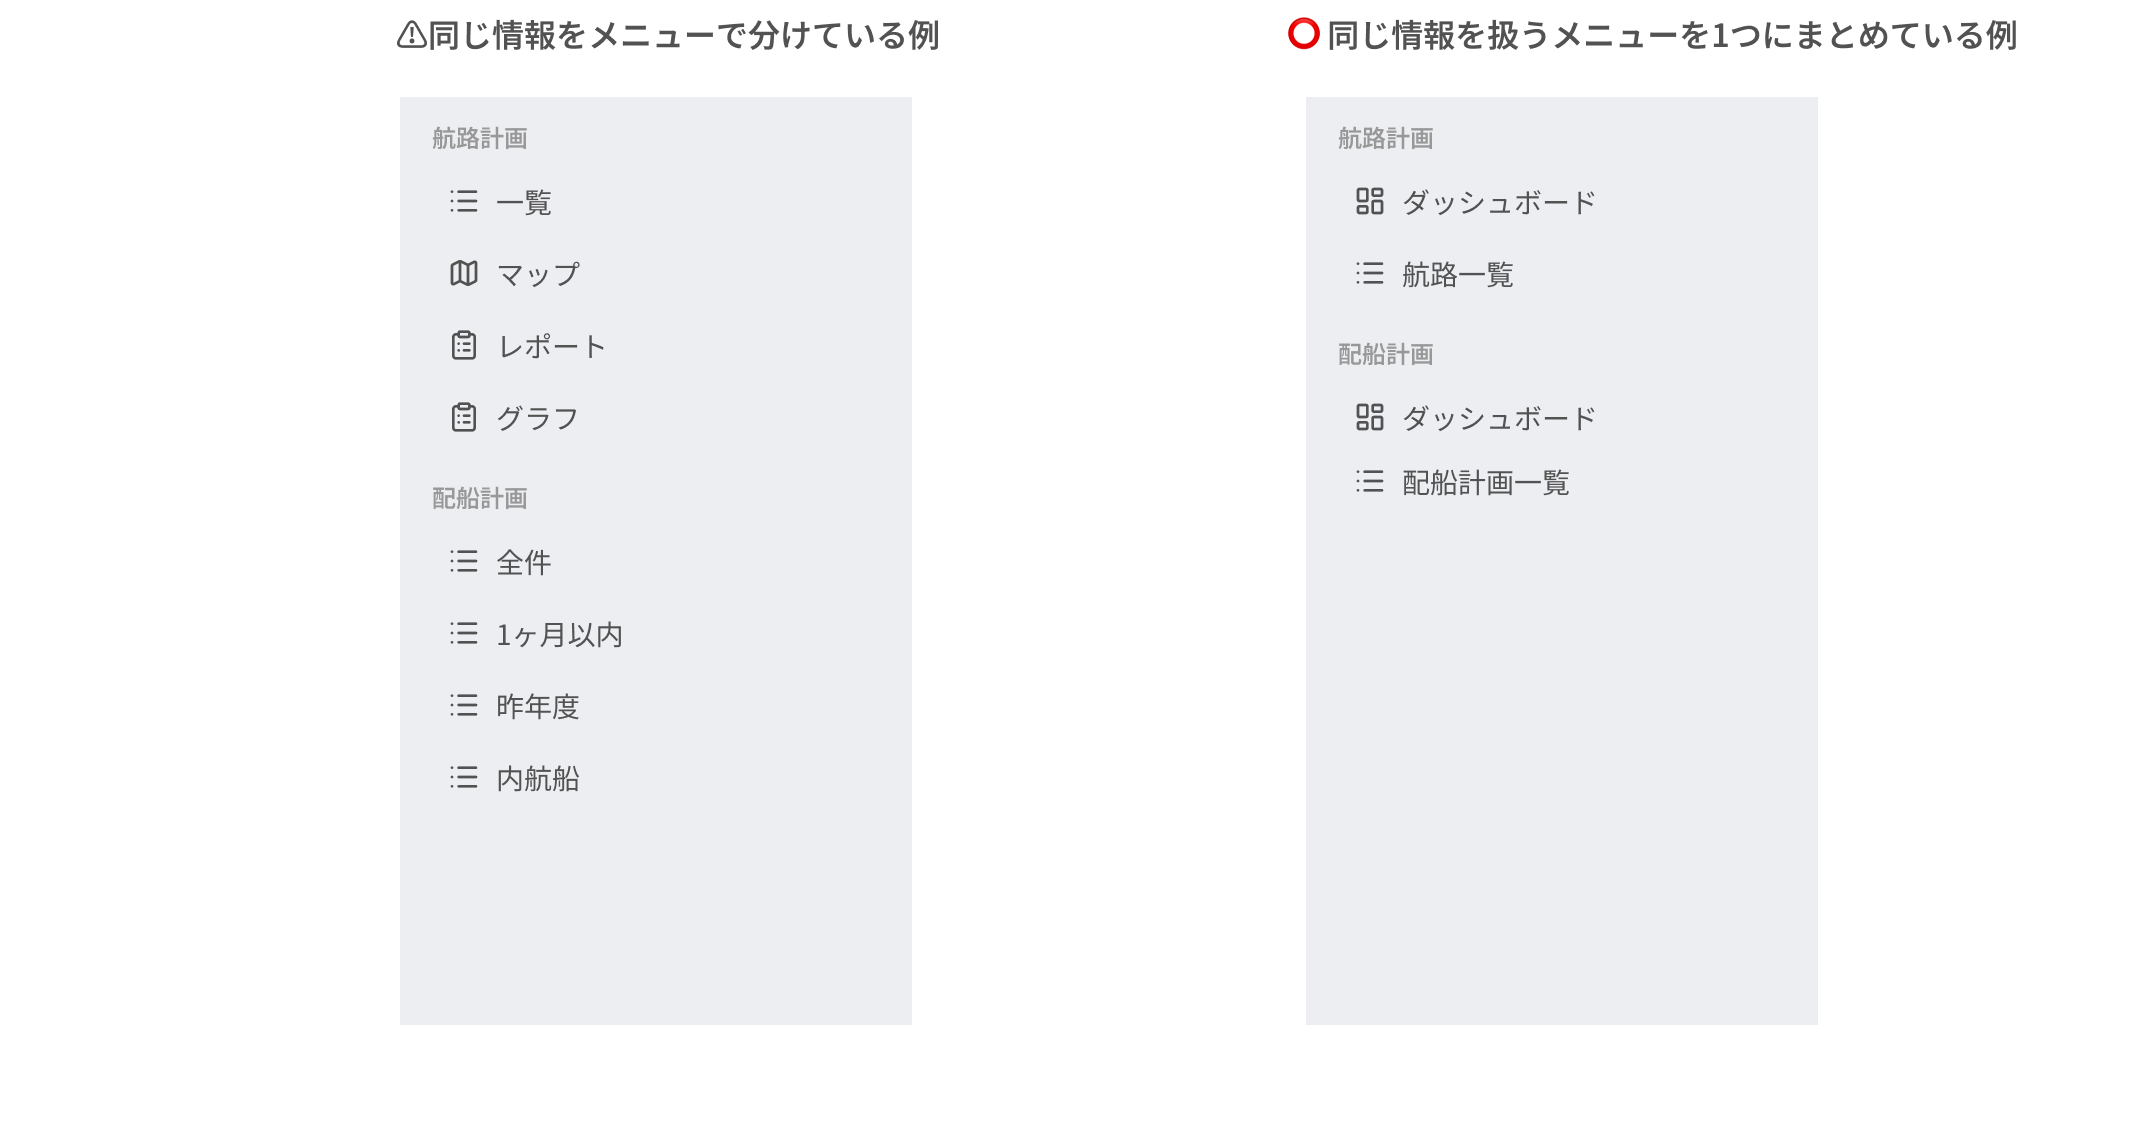 ⚠同じ情報をメニューで分けている例
航路計画
一覧
マップ
レポート
グラフ
配船計画
全件
1ヶ月以内
昨年度
内航船
⭕同じ情報を扱うメニューを1つにまとめている例
航路計画
ダッシュボード
航路一覧
配船計画
ダッシュボード
配船計画一覧